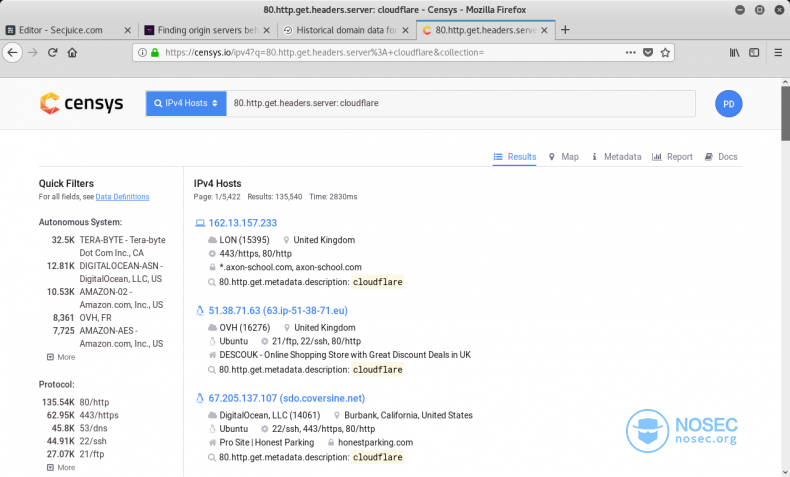 80.http.get.headers.server: cloudflare - Censys - Mozilla Firefox
Editor - Secjuice.com
Finding origin servers beh
Historical domain data for
80.http.get.headers.serve
https://censys.io/ipv4?q=80.http.get.headers.server%3A+cloudflare&collection=
censys
IPv4 Hosts
80.http.get.headers.server: cloudflare
PD
Results
Map
Metadata
Report
Docs
Quick Filters
For all fields, see Data Definitions
Autonomous System:
32.5K TERA-BYTE - Tera-byte
Dot Com Inc., CA
12.81K DIGITALOCEAN-ASN -
DigitalOcean, LLC, US
10.53K AMAZON-02 -
Amazon.com, Inc., US
8,361 OVH, FR
7,725 AMAZON-AES -
Amazon.com, Inc., US
More
Protocol:
135.54K 80/http
62.95K 443/https
45.8K 53/dns
44.91K 22/ssh
27.07K 21/ftp
More
IPv4 Hosts
Page: 1/5,422 Results: 135,540 Time: 2830ms
162.13.157.233
LON (15395) United Kingdom
443/https, 80/http
*.axon-school.com, axon-school.com
80.http.get.metadata.description: cloudflare
51.38.71.63 (63.ip-51-38-71.eu)
OVH (16276) United Kingdom
Ubuntu 21/ftp, 22/ssh, 80/http
DESCOUK - Online Shopping Store with Great Discount Deals in UK
80.http.get.metadata.description: cloudflare
67.205.137.107 (sdo.coversine.net)
DigitalOcean, LLC (14061) Burbank, California, United States
Ubuntu 22/ssh, 443/https, 80/http
Pro Site | Honest Parking honestparking.com
80.http.get.metadata.description: cloudflare
NOSEC
nosec.org